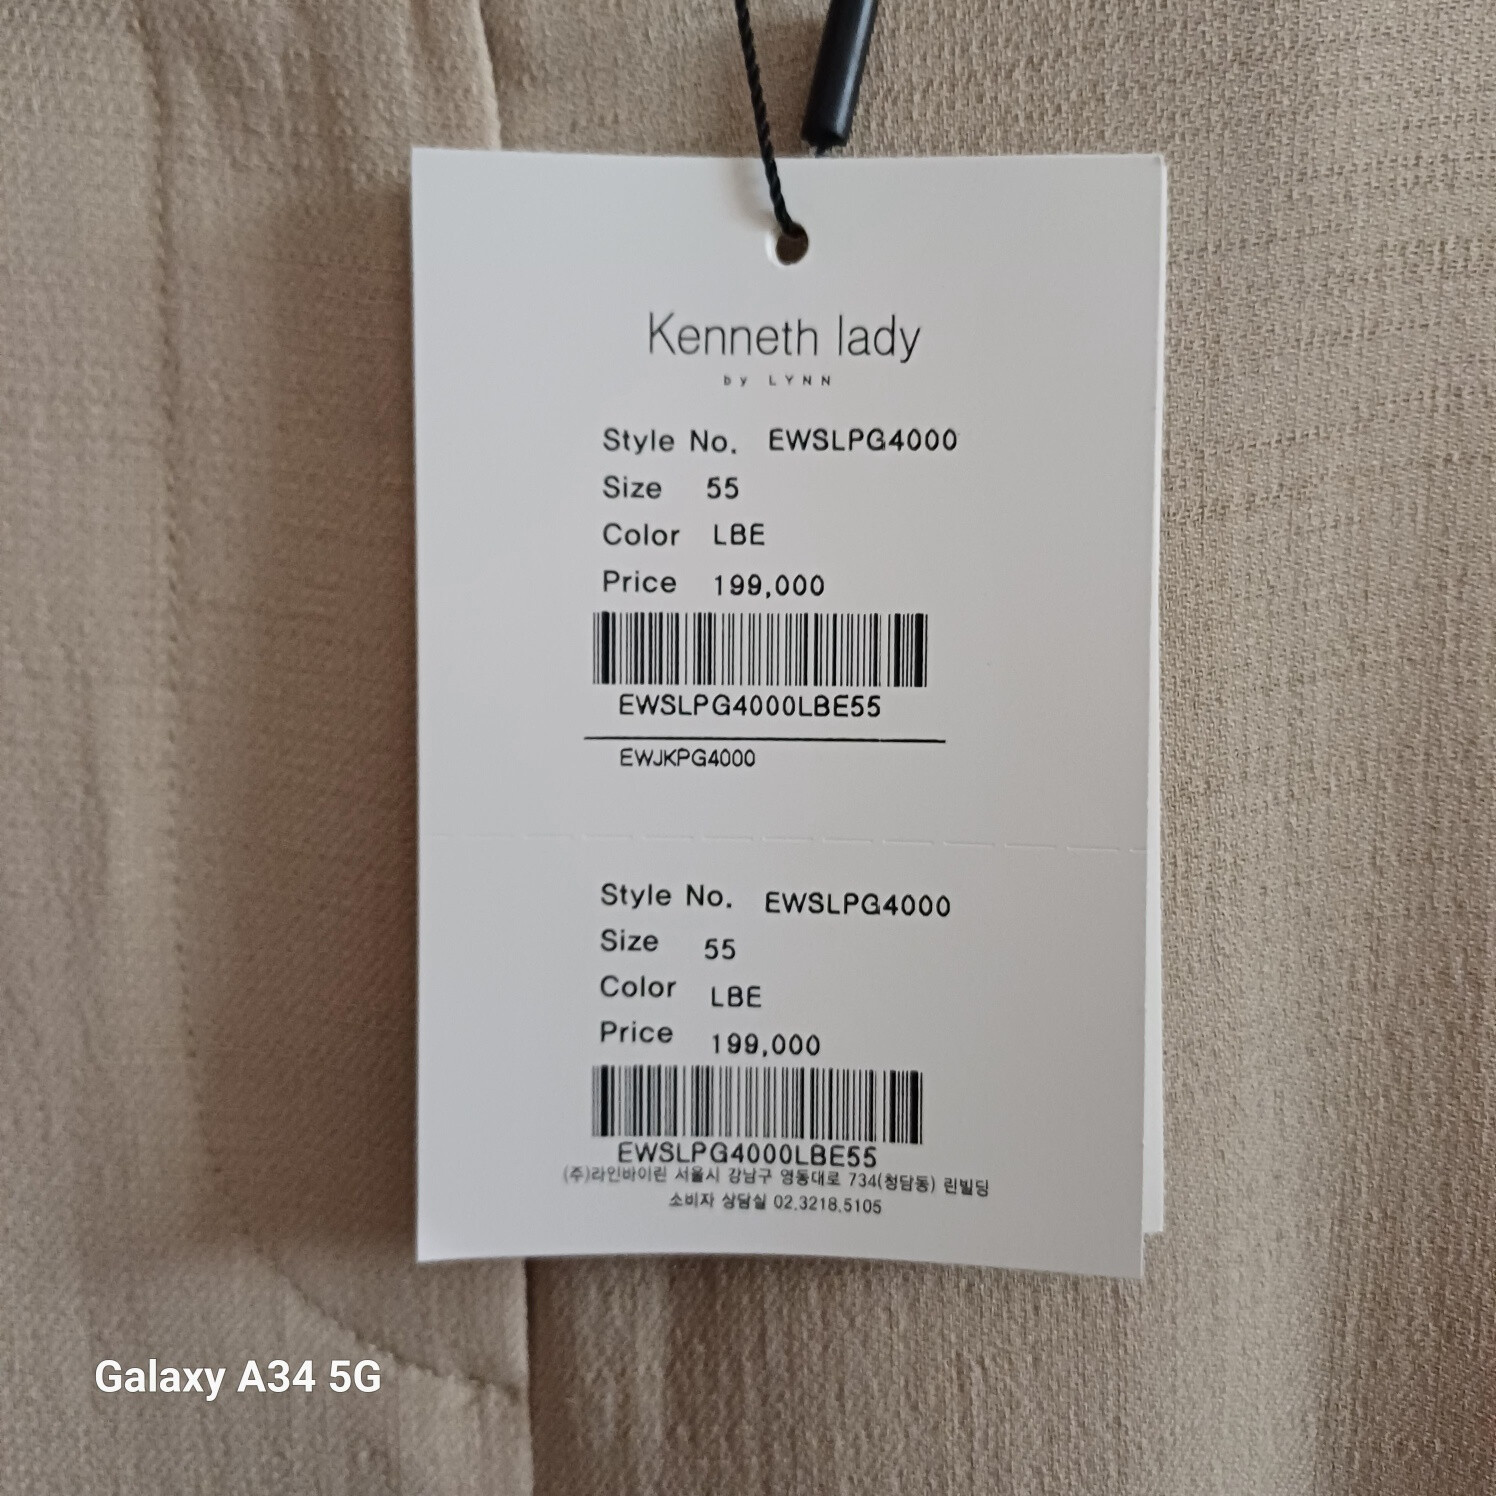 Kenneth lady
by LYNN
Style No. EWSLPG4000
Size 55
Color LBE
Price 199,000
EWSLPG4000LBE55
EWJKPG4000
Style No. EWSLPG4000
Size 55
Color LBE
Price 199,000
EWSLPG4000LBE55
(주)라인바이린 서울시 강남구 영동대로 734(청담동) 린빌딩
소비자 상담실 02.3218.5105
Galaxy A34 5G